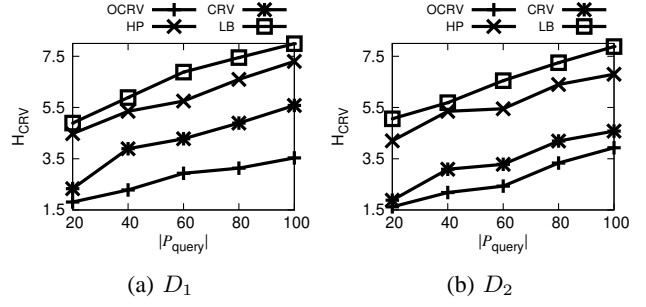 OCRV CRV
HP LB
7.5
5.5
3.5
1.5
H_CRV
20 40 60 80 100
|P_query|
(a) D_1
OCRV CRV
HP LB
7.5
5.5
3.5
1.5
H_CRV
20 40 60 80 100
|P_query|
(b) D_2